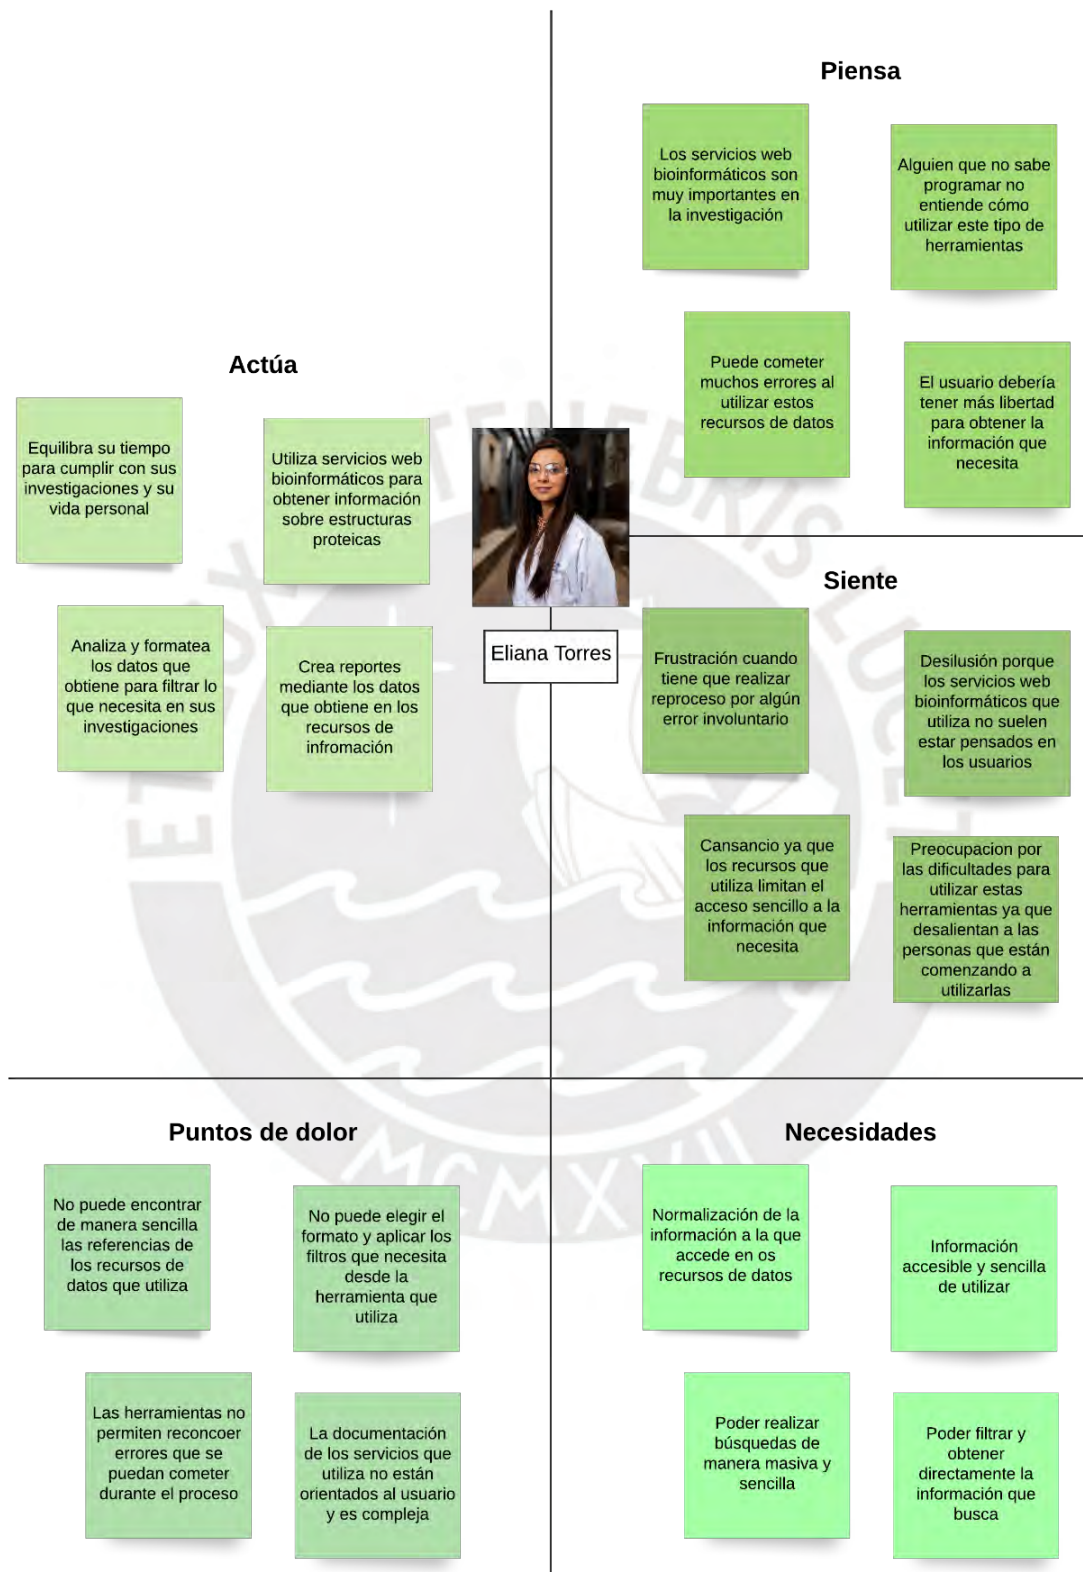 Piensa
Los servicios web
bioinformáticos son
muy importantes en
la investigación
Alguien que no sabe
programar no
entiende cómo
utilizar este tipo de
herramientas
Puede cometer
muchos errores al
utilizar estos
recursos de datos
El usuario debería
tener más libertad
para obtener la
información que
necesita
Actúa
Equilibra su tiempo
para cumplir con sus
investigaciones y su
vida personal
Utiliza servicios web
bioinformáticos para
obtener información
sobre estructuras
proteicas
Analiza y formatea
los datos que
obtiene para filtrar lo
que necesita en sus
investigaciones
Crea reportes
mediante los datos
que obtiene en los
recursos de
infromación
Eliana Torres
Siente
Frustración cuando
tiene que realizar
reproceso por algún
error involuntario
Desilusión porque
los servicios web
bioinformáticos que
utiliza no suelen
estar pensados en
los usuarios
Cansancio ya que
los recursos que
utiliza limitan el
acceso sencillo a la
información que
necesita
Preocupacion por
las dificultades para
utilizar estas
herramientas ya que
desalientan a las
personas que están
comenzando a
utilizarlas
Puntos de dolor
No puede encontrar
de manera sencilla
las referencias de
los recursos de
datos que utiliza
No puede elegir el
formato y aplicar los
filtros que necesita
desde la
herramienta que
utiliza
Las herramientas no
permiten reconcoer
errores que se
puedan cometer
durante el proceso
La documentación
de los servicios que
utiliza no están
orientados al usuario
y es compleja
Necesidades
Normalización de la
información a la que
accede en os
recursos de datos
Información
accesible y sencilla
de utilizar
Poder realizar
búsquedas de
manera masiva y
sencilla
Poder filtrar y
obtener
directamente la
información que
busca
ET LUX IN TENEBRIS LUCET
MCMXVII